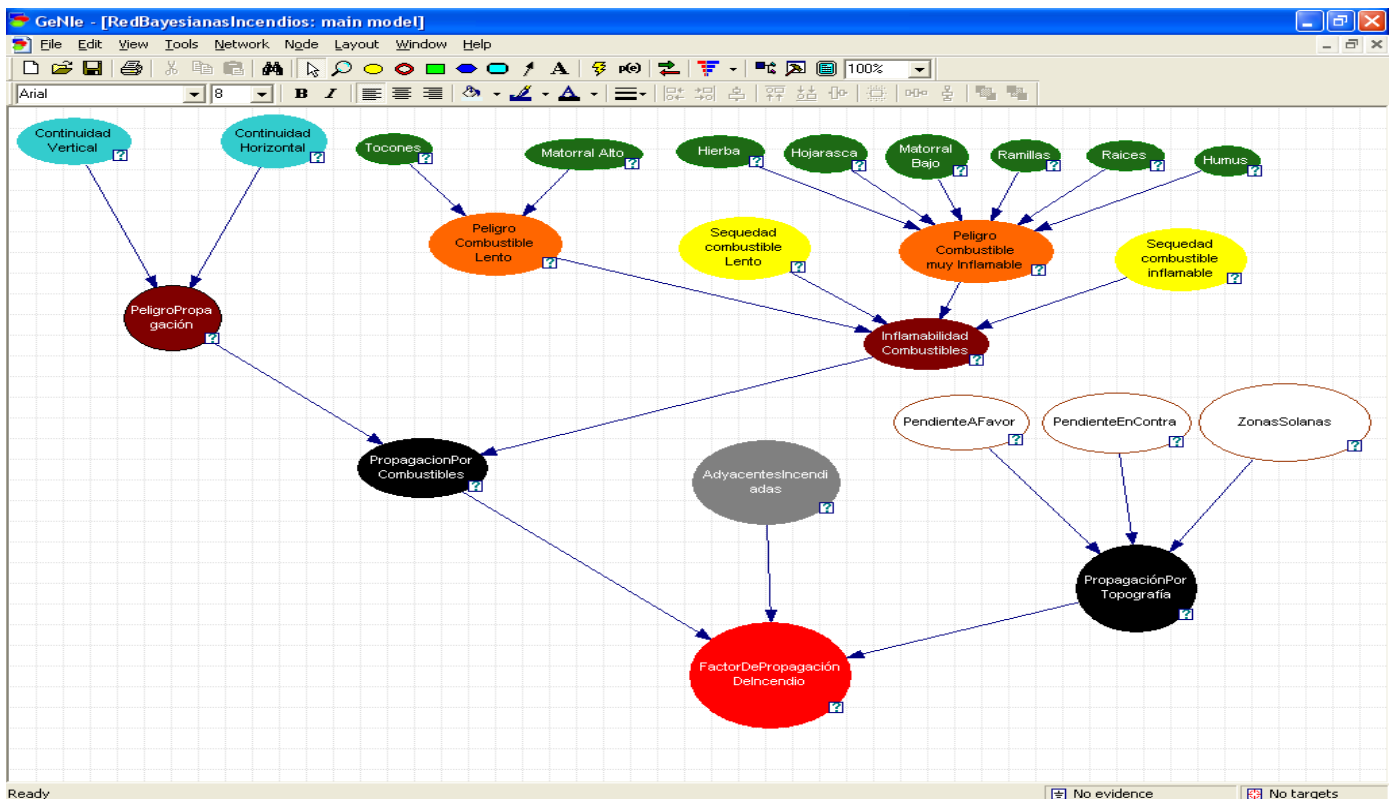 GeNIe - [RedBayesianasIncendios: main model]
File Edit View Tools Network Node Layout Window Help
A p(e) 100%
Arial 8 B I A
Continuidad
Vertical
Continuidad
Horizontal
Tocones
Matorral Alto
Hierba
Hojarasca
Matorral
Bajo
Ramillas
Raices
Humus
Peligro
Combustible
Lento
Sequedad
combustible
Lento
Peligro
Combustible
muy Inflamable
Sequedad
combustible
inflamable
PeligroPropa
gación
Inflamabilidad
Combustibles
PendienteAFavor
PendienteEnContra
ZonasSolanas
PropagacionPor
Combustibles
AdyacentesIncendi
adas
PropagaciónPor
Topografía
FactorDePropagación
DeIncendio
Ready No evidence No targets